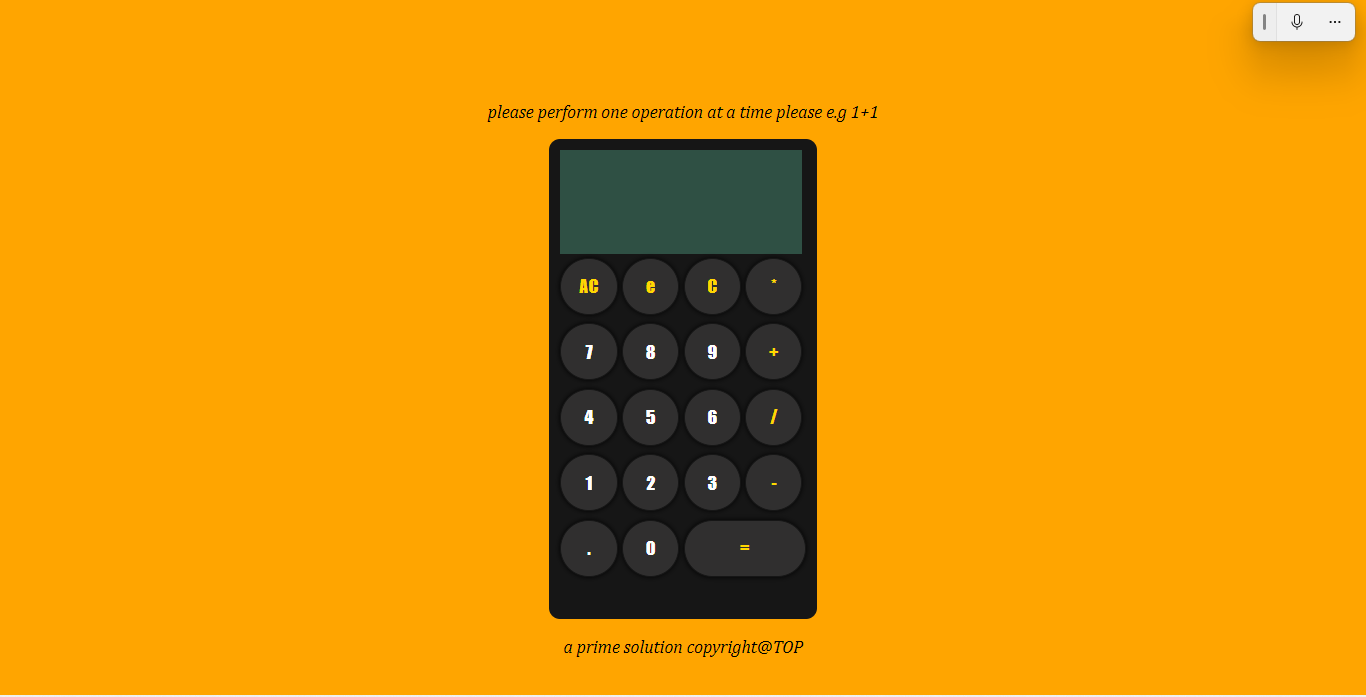 please perform one operation at a time please e.g 1+1
AC e C *
7 8 9 +
4 5 6 /
1 2 3 -
. 0 =
a prime solution copyright@TOP